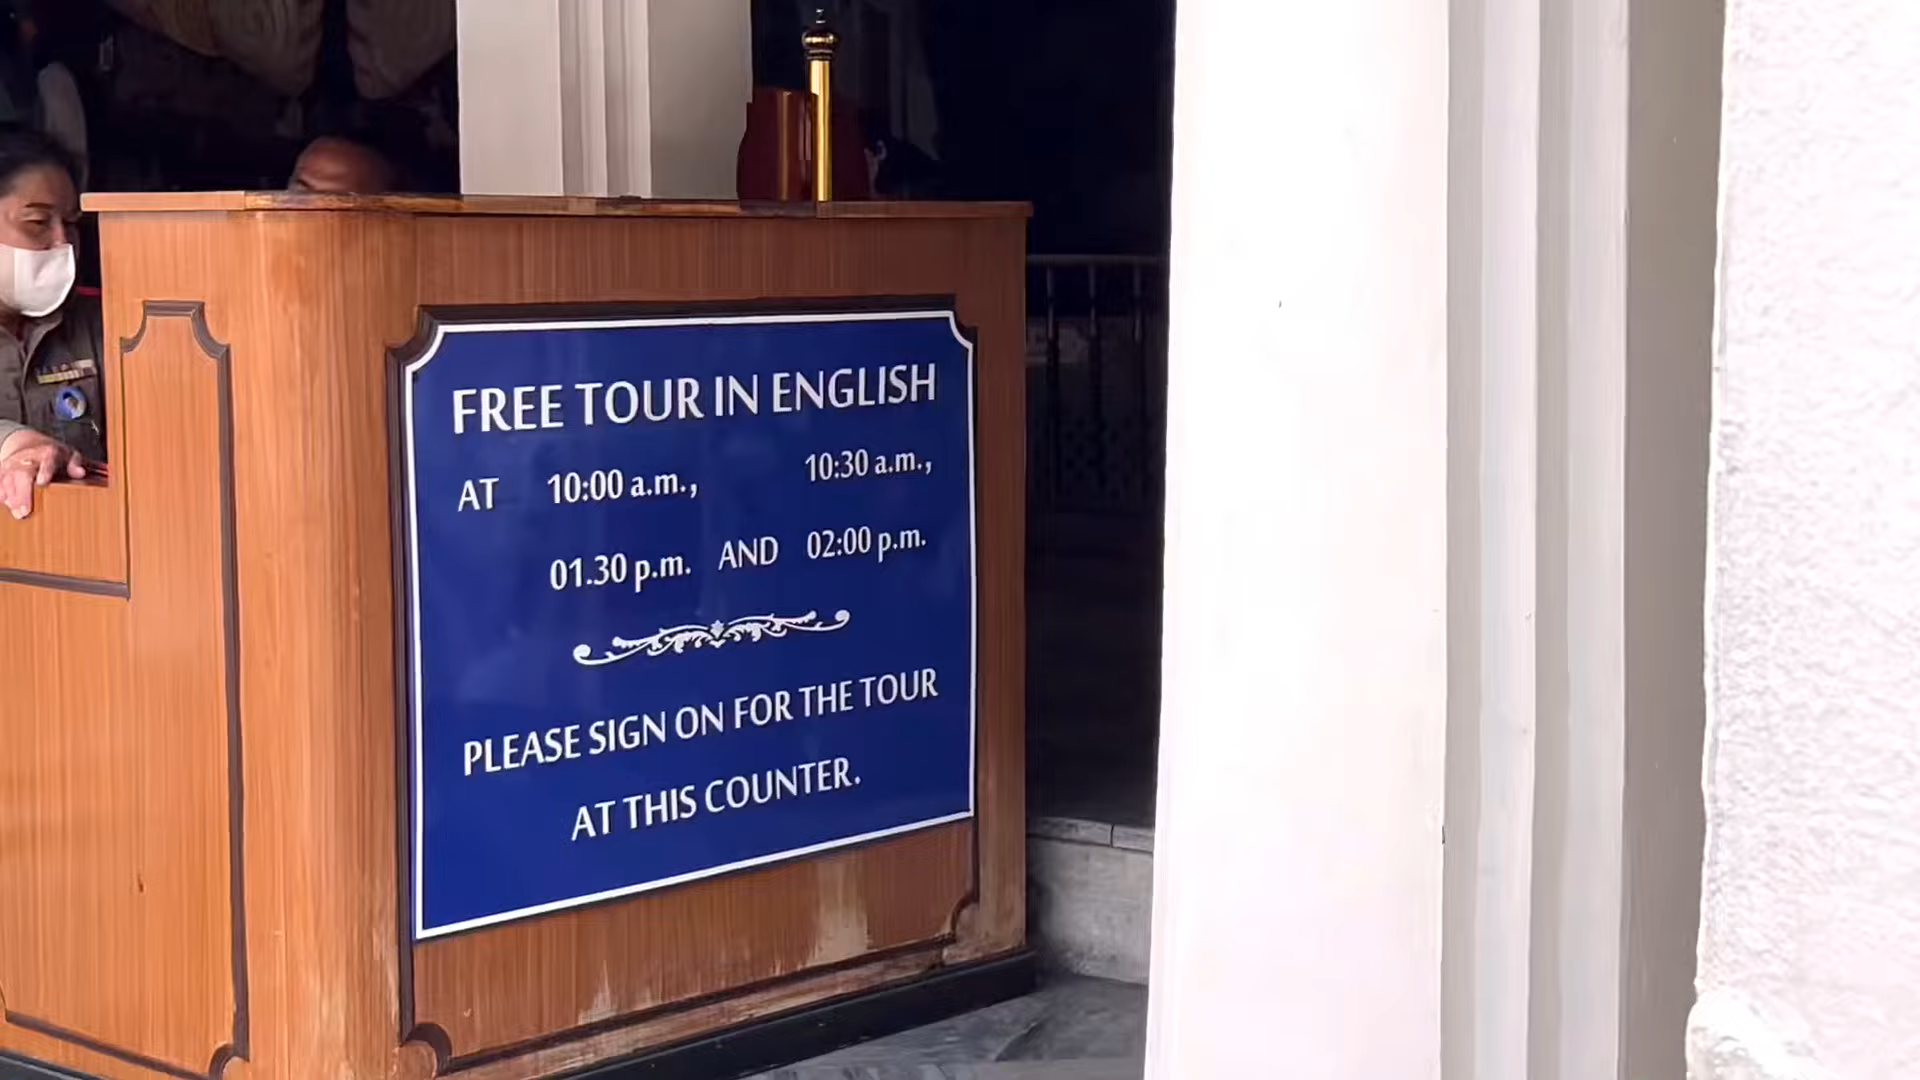 FREE TOUR IN ENGLISH
AT 10:00 a.m., 10:30 a.m.,
01.30 p.m. AND 02:00 p.m.
PLEASE SIGN ON FOR THE TOUR
AT THIS COUNTER.